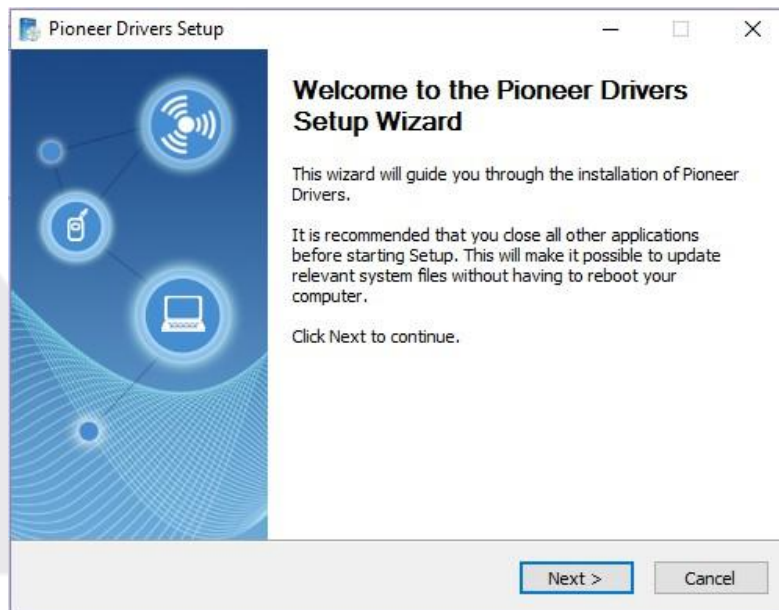 Pioneer Drivers Setup
Welcome to the Pioneer Drivers
Setup Wizard
This wizard will guide you through the installation of Pioneer
Drivers.
It is recommended that you close all other applications
before starting Setup. This will make it possible to update
relevant system files without having to reboot your
computer.
Click Next to continue.
Next >
Cancel